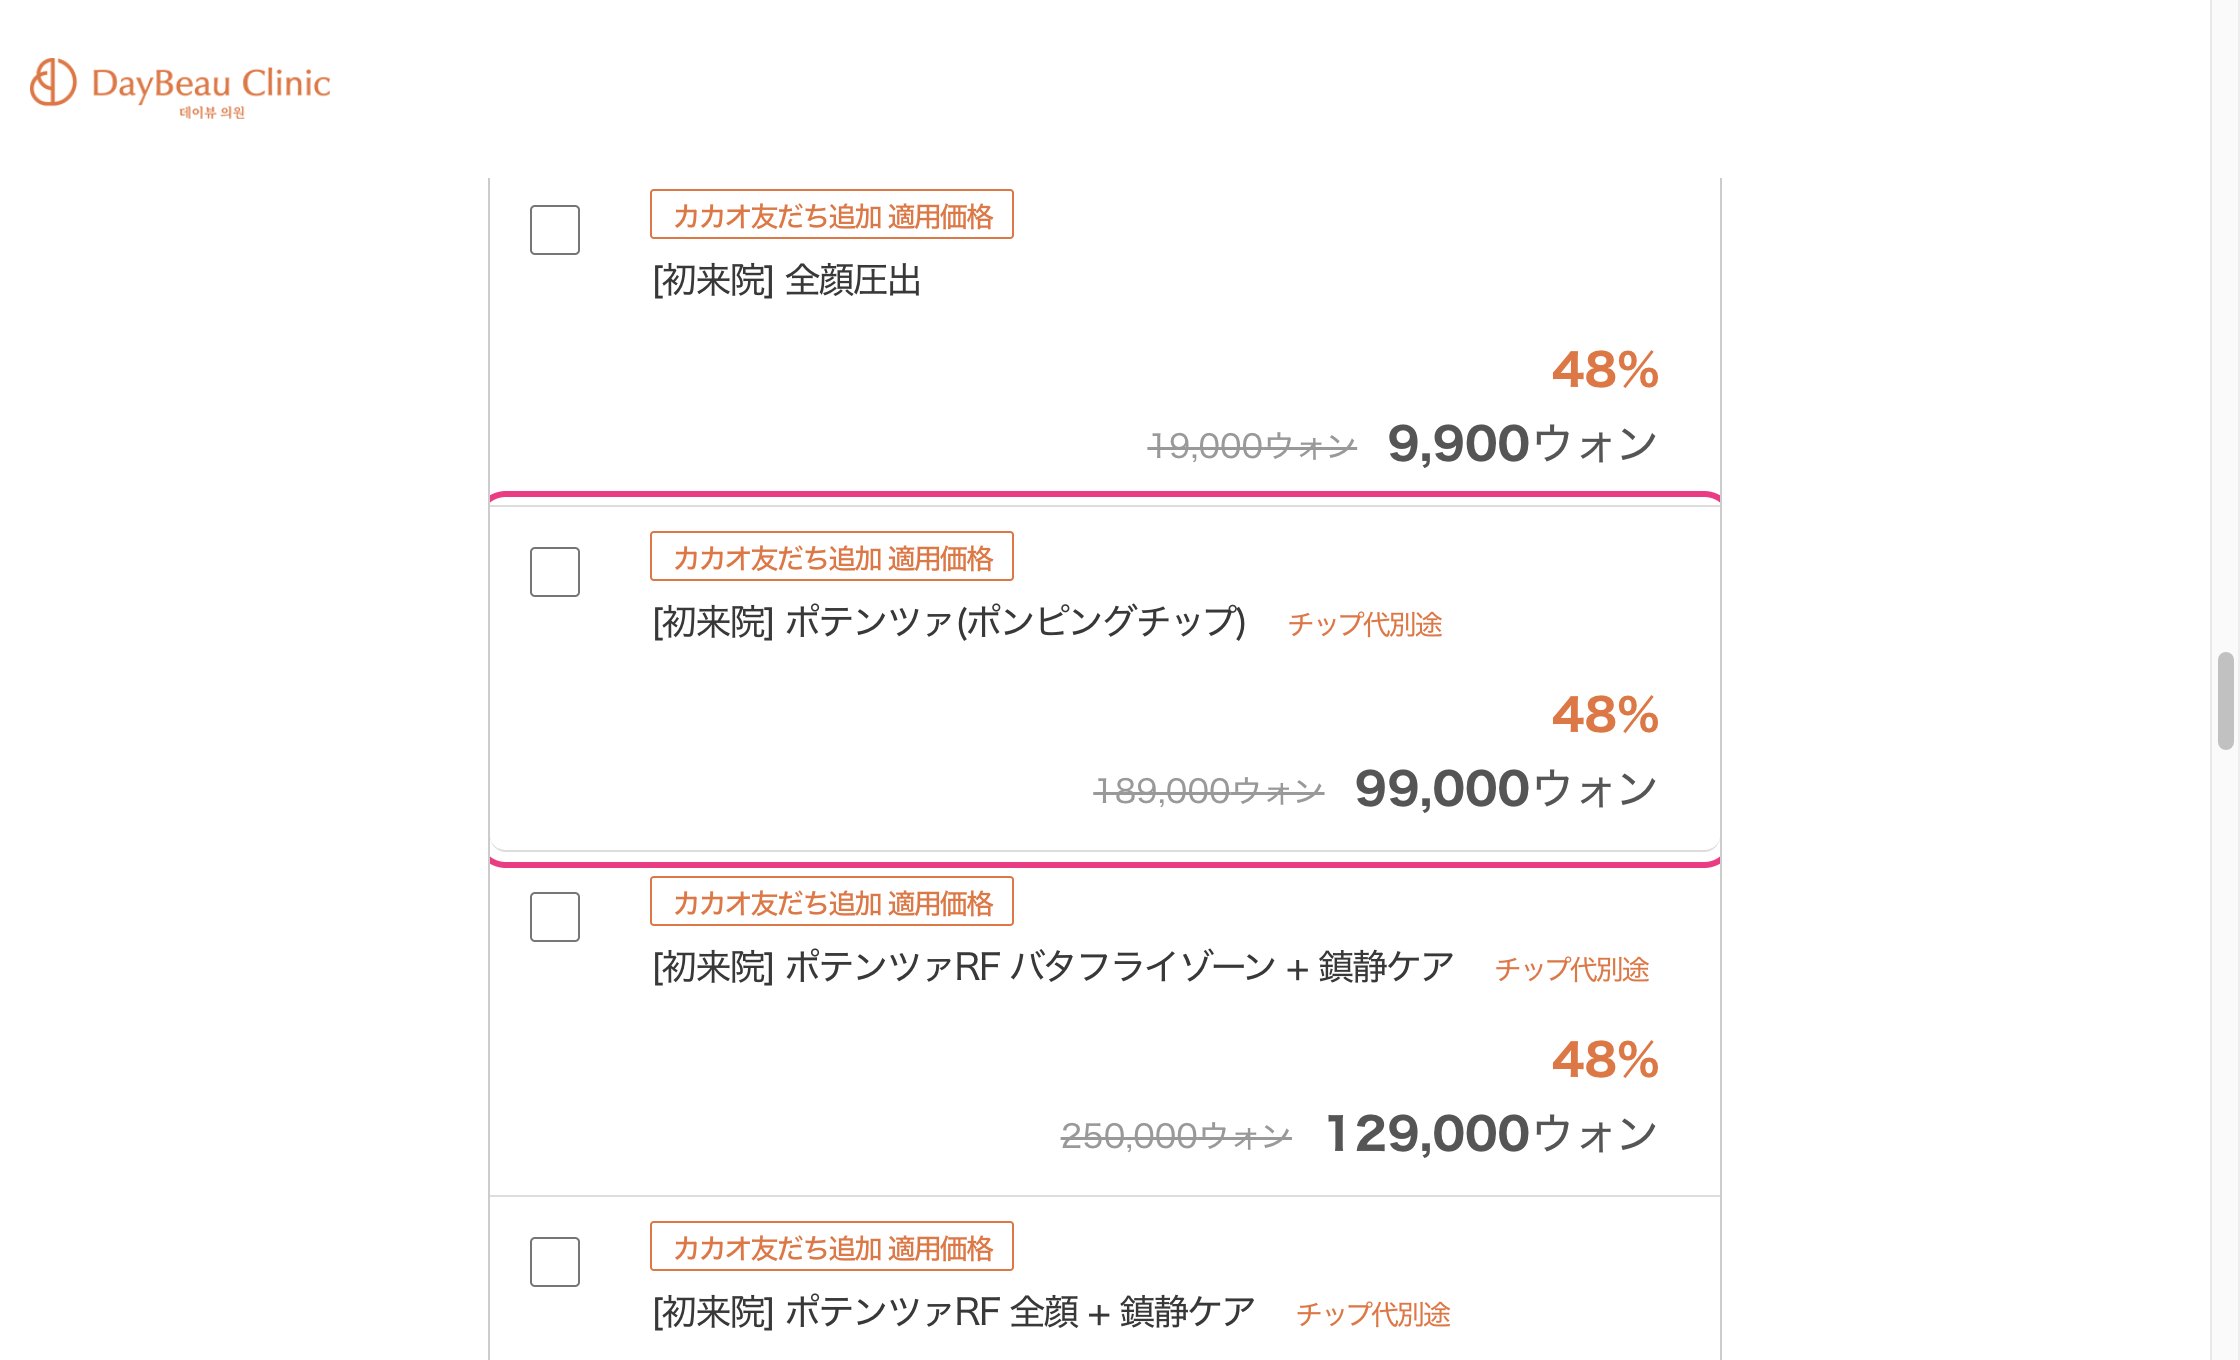 DayBeau Clinic
데이뷰 의원
カカオ友だち追加 適用価格
[初来院] 全顔圧出
48%
19,000ウォン 9,900ウォン
カカオ友だち追加 適用価格
[初来院] ポテンツァ(ポンピングチップ) チップ代別途
48%
189,000ウォン 99,000ウォン
カカオ友だち追加 適用価格
[初来院] ポテンツァRF バタフライゾーン + 鎮静ケア チップ代別途
48%
250,000ウォン 129,000ウォン
カカオ友だち追加 適用価格
[初来院] ポテンツァRF 全顔 + 鎮静ケア チップ代別途